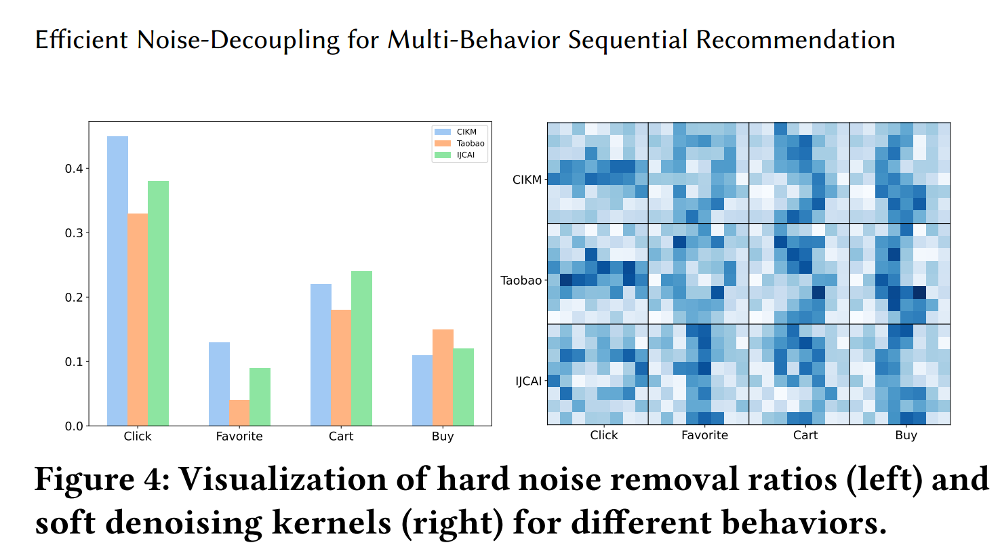 Efficient Noise-Decoupling for Multi-Behavior Sequential Recommendation
CIKM
Taobao
IJCAI
0.4
0.3
0.2
0.1
0.0
Click Favorite Cart Buy
CIKM
Taobao
IJCAI
Click Favorite Cart Buy
Figure 4: Visualization of hard noise removal ratios (left) and
soft denoising kernels (right) for different behaviors.